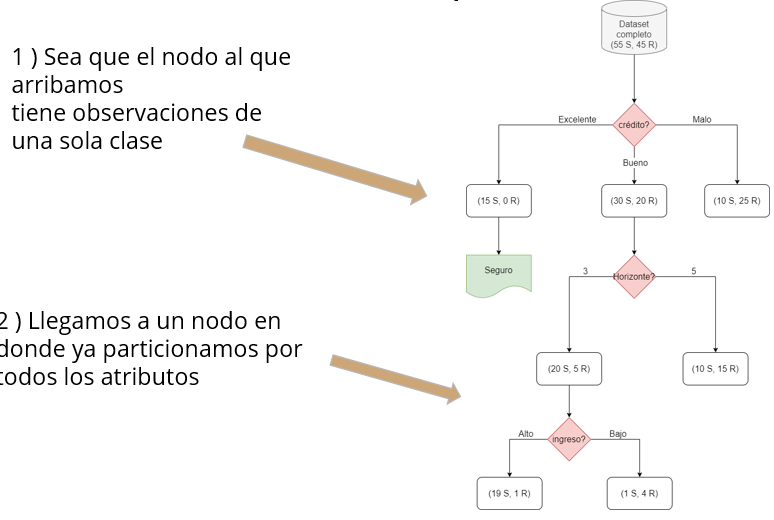 1 ) Sea que el nodo al que
arribamos
tiene observaciones de
una sola clase
2 ) Llegamos a un nodo en
donde ya particionamos por
todos los atributos
Dataset
completo
(55 S, 45 R)
crédito?
Excelente
Malo
Bueno
(15 S, 0 R)
(30 S, 20 R)
(10 S, 25 R)
Seguro
Horizonte?
3
5
(20 S, 5 R)
(10 S, 15 R)
ingreso?
Alto
Bajo
(19 S, 1 R)
(1 S, 4 R)